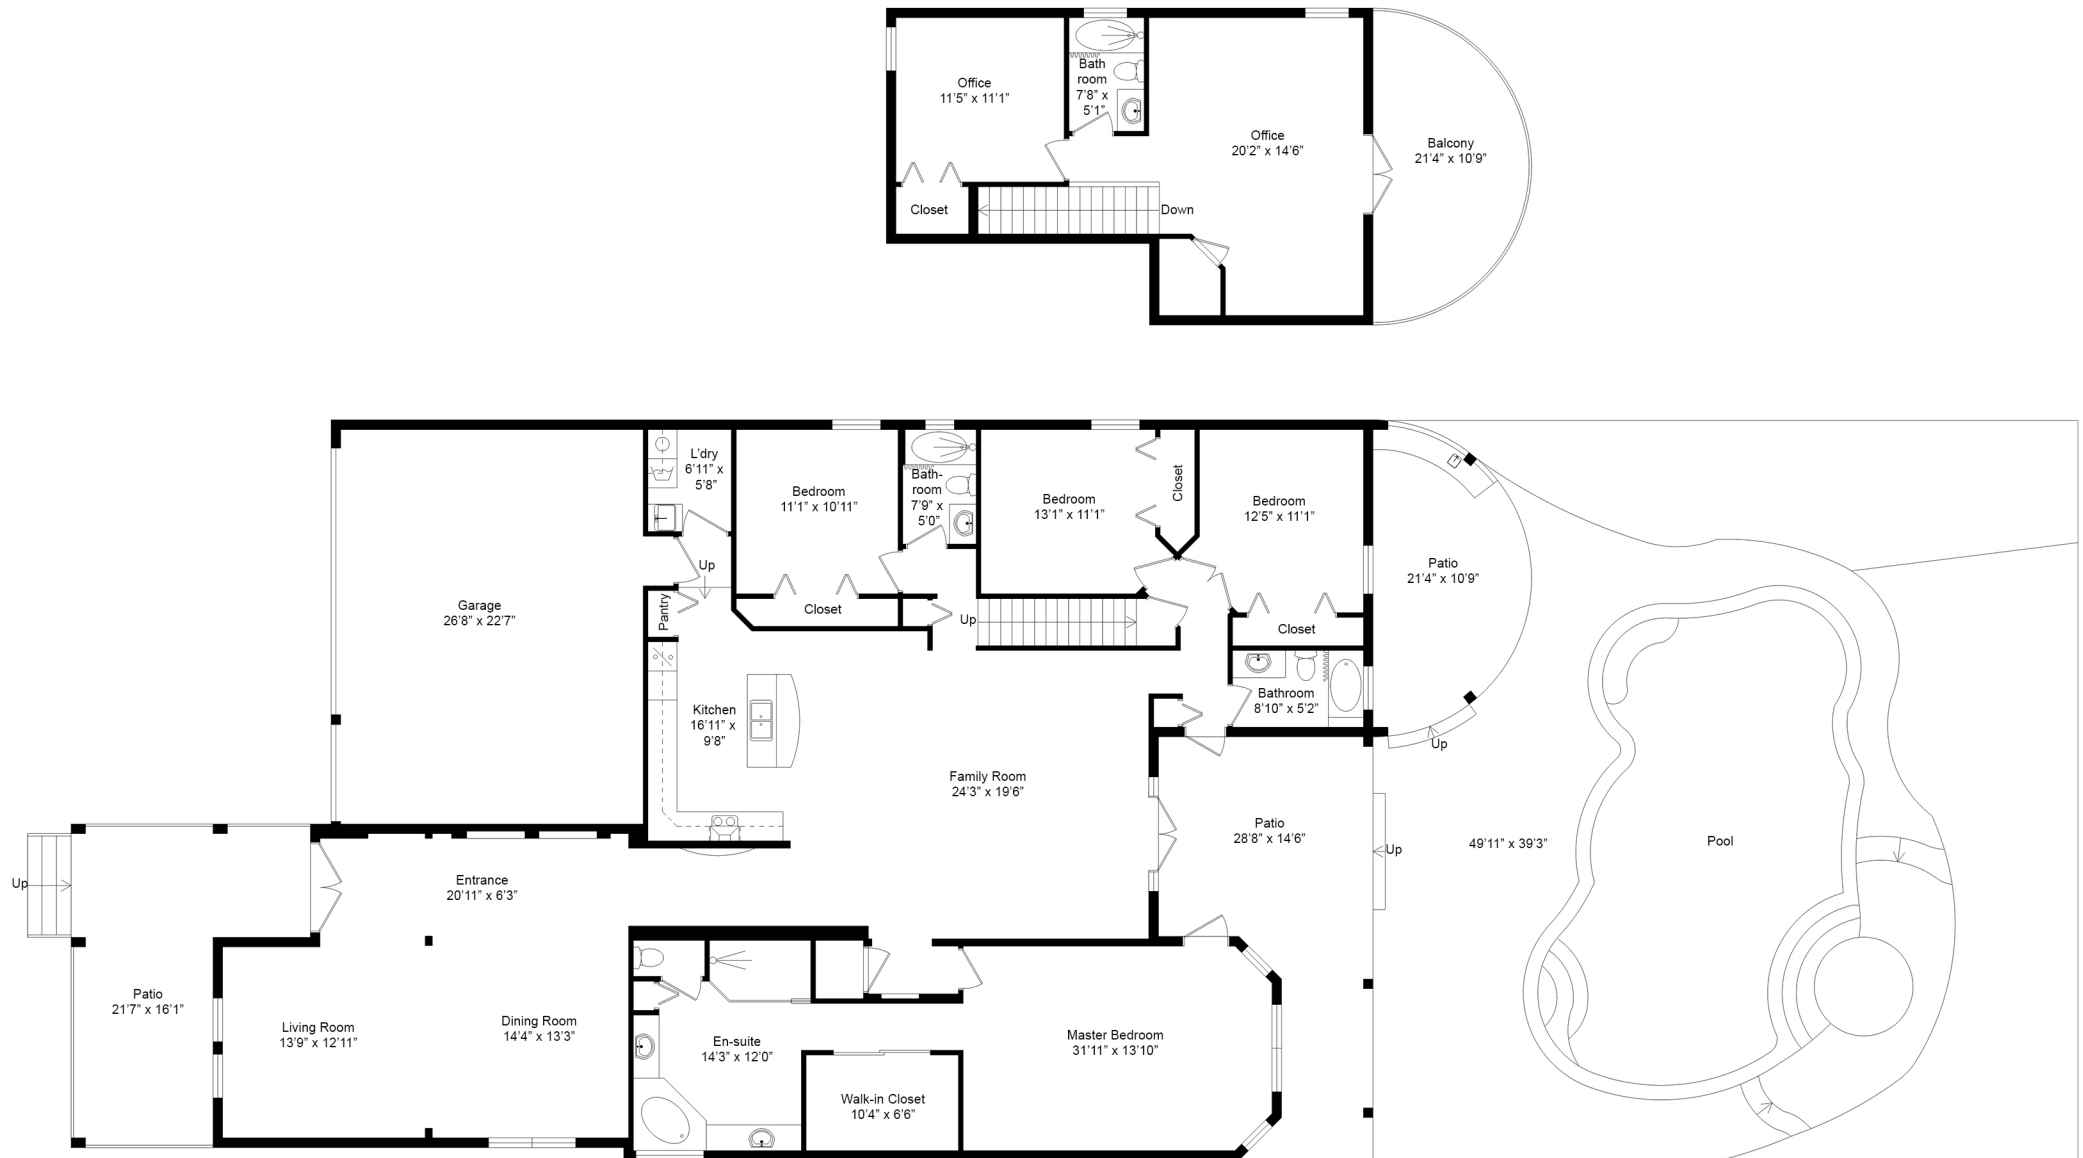 Office
11'5" x 11'1"
Bath
room
7'8" x
5'1"
Office
20'2" x 14'6"
Balcony
21'4" x 10'9"
Closet
Down
L'dry
6'11" x
5'8"
Bedroom
11'1" x 10'11"
Bath-
room
7'9" x
5'0"
Bedroom
13'1" x 11'1"
Closet
Bedroom
12'5" x 11'1"
Patio
21'4" x 10'9"
Up
Garage
26'8" x 22'7"
Pantry
Closet
Up
Closet
Kitchen
16'11" x
9'8"
Bathroom
8'10" x 5'2"
Up
Family Room
24'3" x 19'6"
Patio
28'8" x 14'6"
Up
49'11" x 39'3"
Pool
Up
Entrance
20'11" x 6'3"
Patio
21'7" x 16'1"
Living Room
13'9" x 12'11"
Dining Room
14'4" x 13'3"
En-suite
14'3" x 12'0"
Master Bedroom
31'11" x 13'10"
Walk-in Closet
10'4" x 6'6"